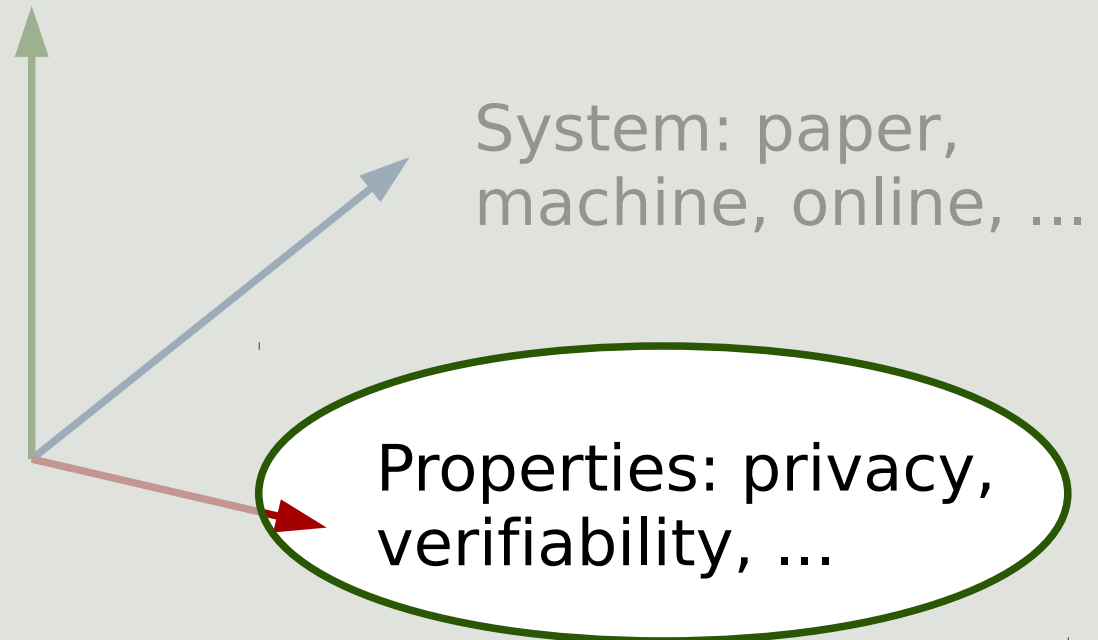 System: paper,
machine, online, ...
Properties: privacy,
verifiability, ...